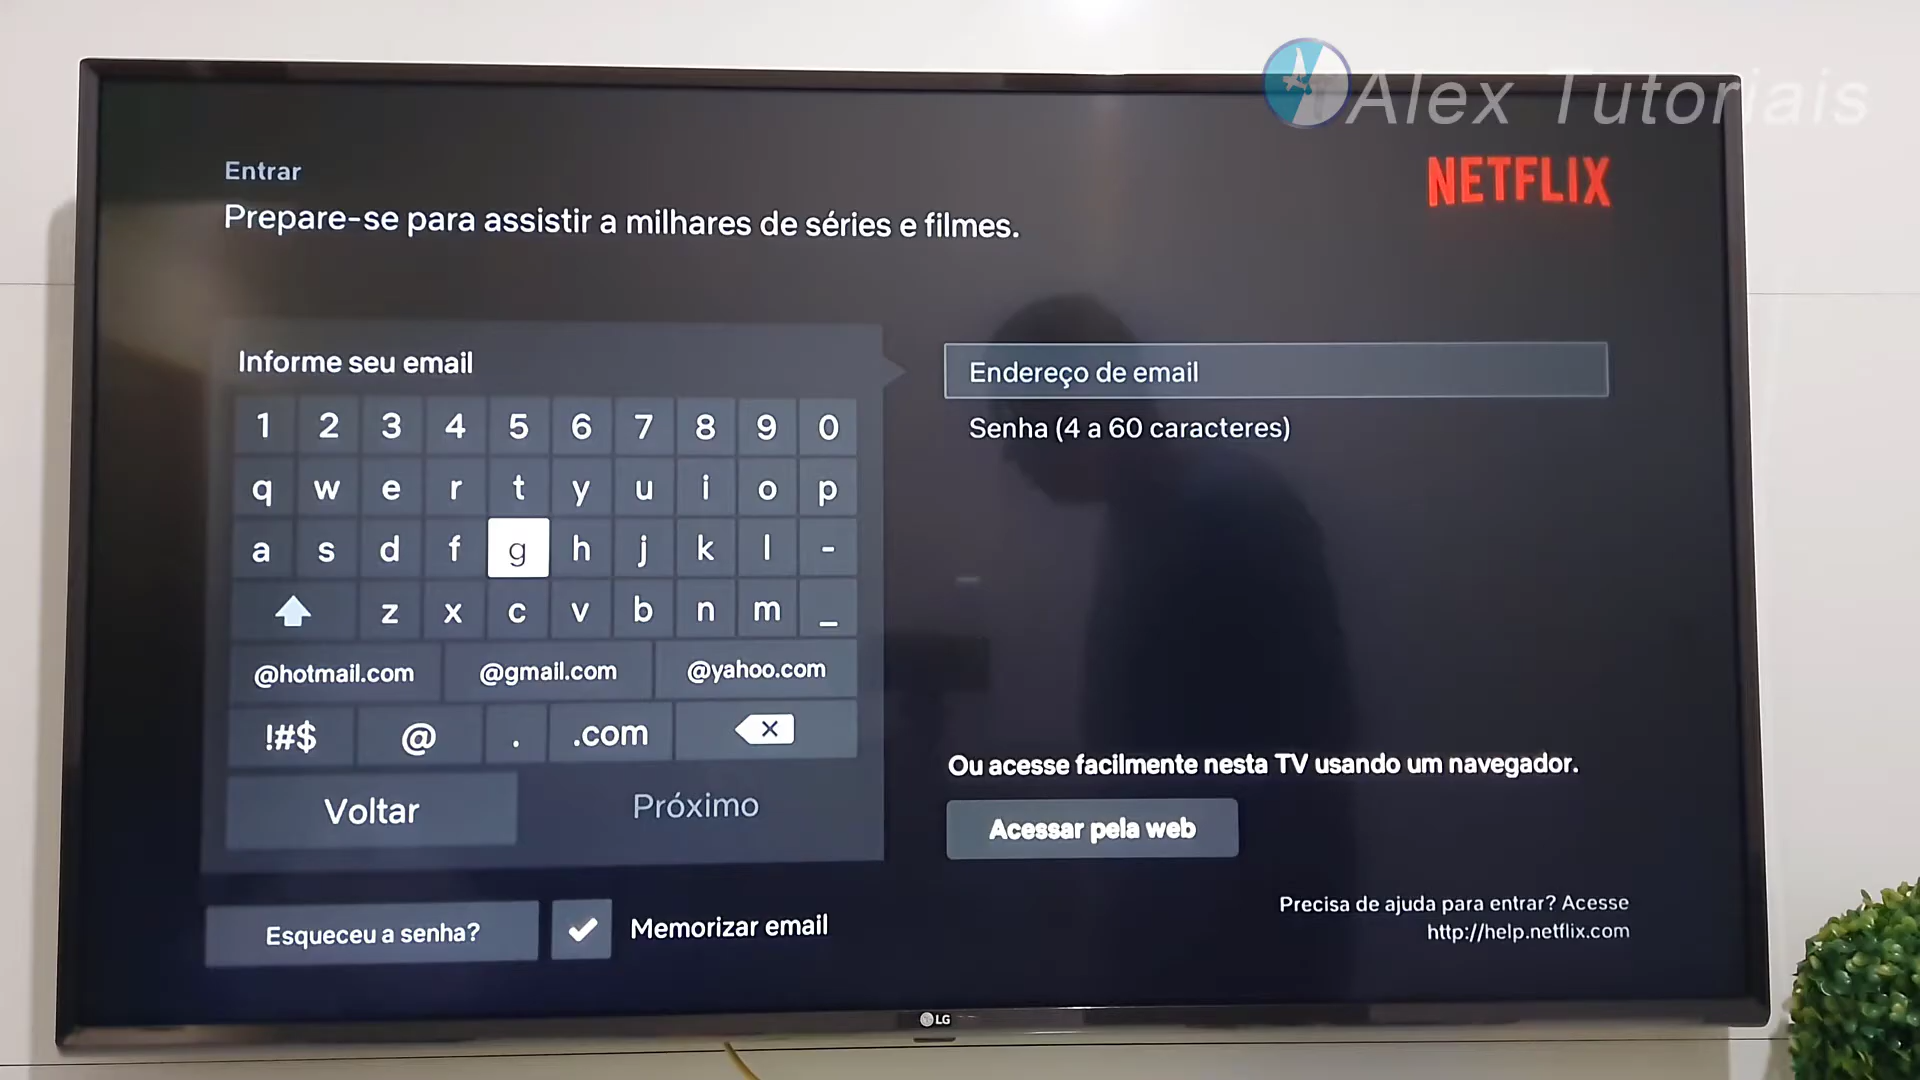 Alex Tutoriais
NETFLIX
Entrar
Prepare-se para assistir a milhares de séries e filmes.
Informe seu email
1 2 3 4 5 6 7 8 9 0
q w e r t y u i o p
a s d f g h j k l -
z x c v b n m _
@hotmail.com @gmail.com @yahoo.com
!#$ @ . .com
Voltar Próximo
Esqueceu a senha? Memorizar email
Endereço de email
Senha (4 a 60 caracteres)
Ou acesse facilmente nesta TV usando um navegador.
Acessar pela web
Precisa de ajuda para entrar? Acesse
http://help.netflix.com
LG